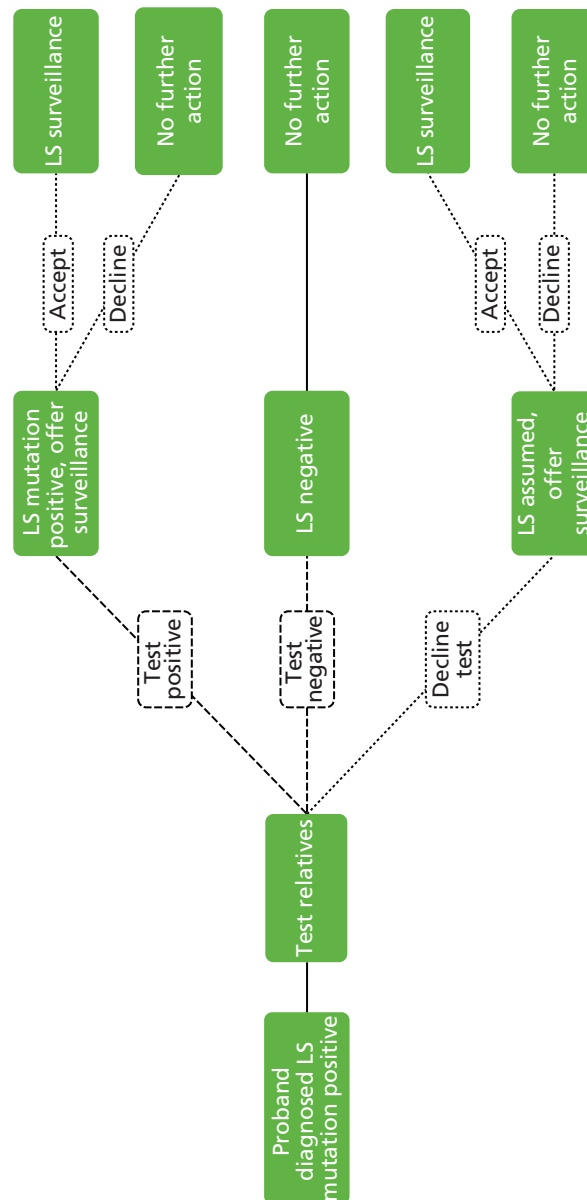 Proband
diagnosed LS
mutation positive
Test relatives
Test
positive
Test
negative
Decline
test
LS mutation
positive, offer
surveillance
LS negative
LS assumed,
offer
surveillance
Accept
Decline
Accept
Decline
LS surveillance
No further
action
No further
action
LS surveillance
No further
action